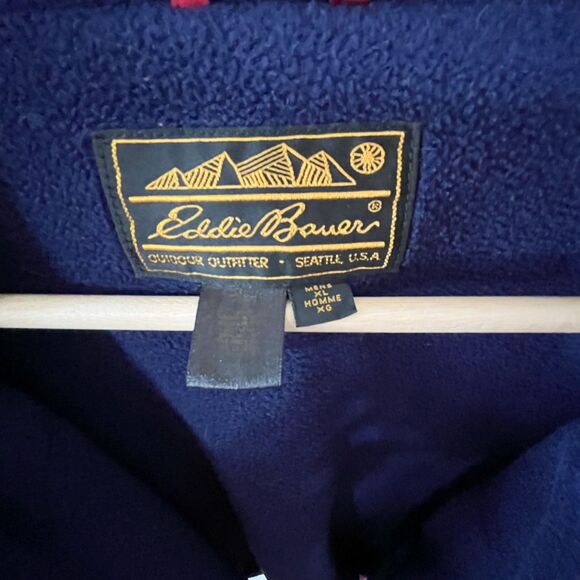 Eddie Bauer®
OUTDOOR OUTFITTER · SEATTLE, U.S.A
MENS
XL
HOMME
XG